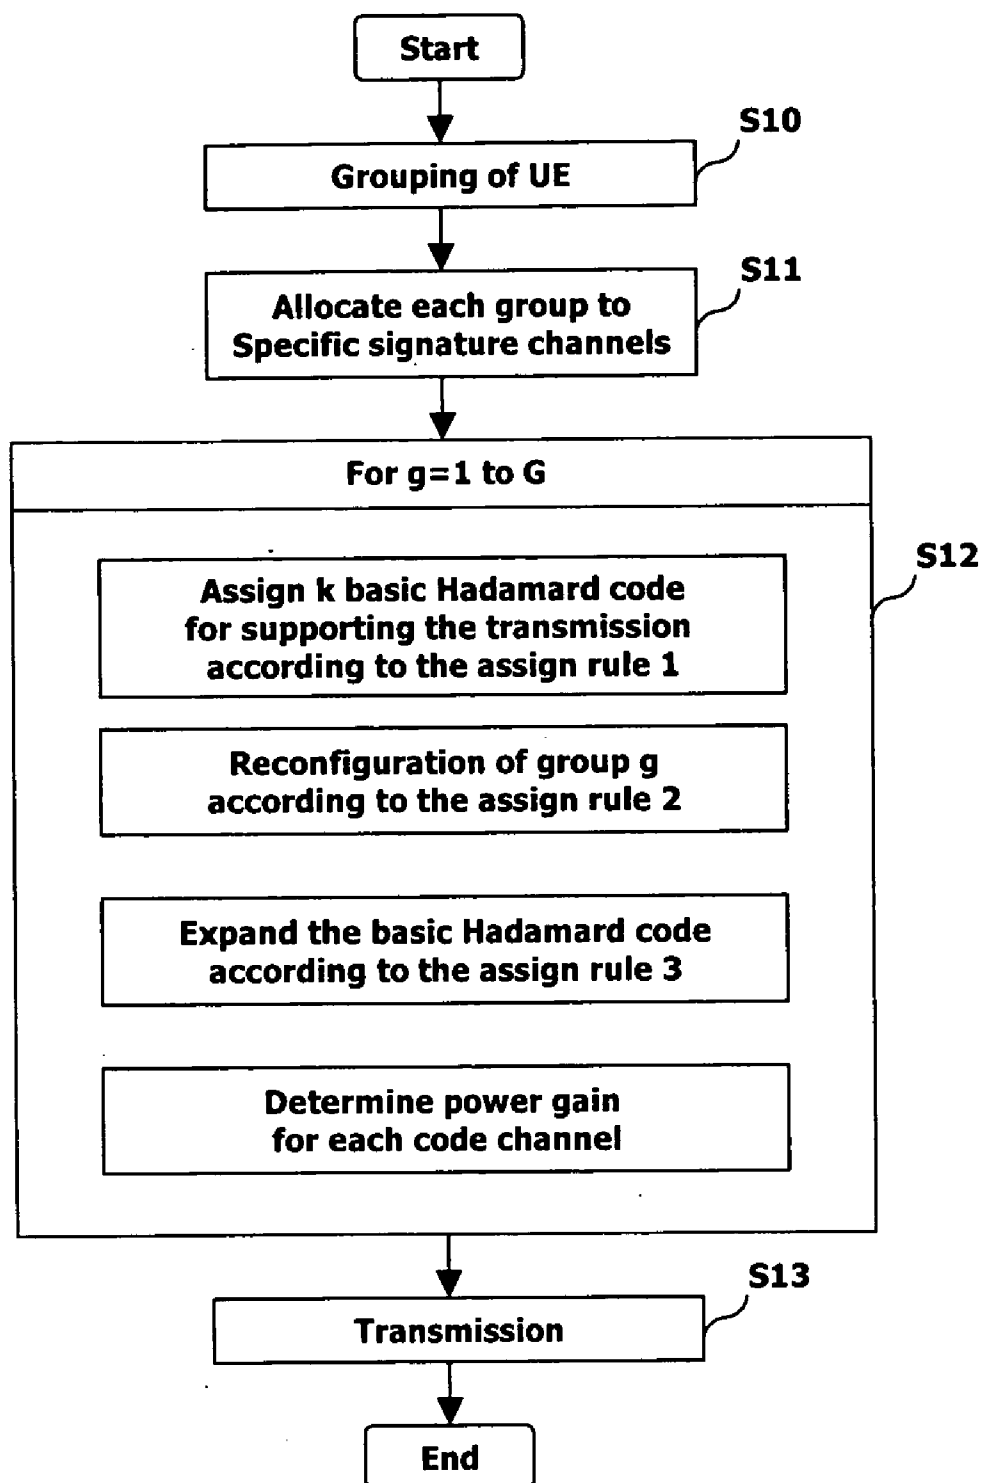 Start
S10
Grouping of UE
S11
Allocate each group to
Specific signature channels
For g=1 to G
S12
Assign k basic Hadamard code
for supporting the transmission
according to the assign rule 1
Reconfiguration of group g
according to the assign rule 2
Expand the basic Hadamard code
according to the assign rule 3
Determine power gain
for each code channel
S13
Transmission
End